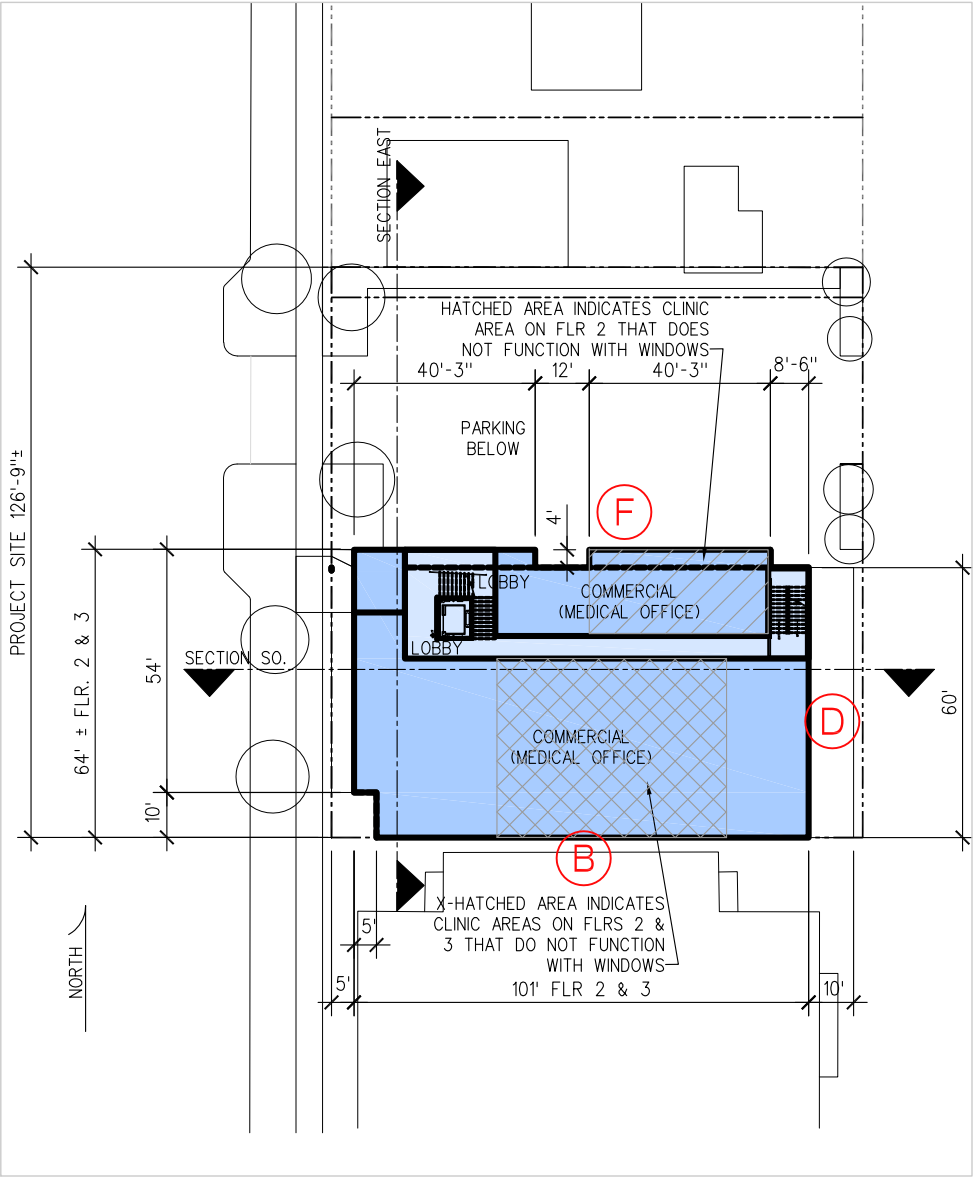 SECTION EAST
HATCHED AREA INDICATES CLINIC
AREA ON FLR 2 THAT DOES
NOT FUNCTION WITH WINDOWS
40'-3"
12'
40'-3"
8'-6"
PARKING
BELOW
PROJECT SITE 126'-9"±
4'
F
LOBBY
COMMERCIAL
(MEDICAL OFFICE)
LOBBY
SECTION SO.
64' ± FLR. 2 & 3
54'
60'
D
COMMERCIAL
(MEDICAL OFFICE)
10'
B
X-HATCHED AREA INDICATES
CLINIC AREAS ON FLRS 2 &
3 THAT DO NOT FUNCTION
WITH WINDOWS
5'
NORTH
5'
101' FLR 2 & 3
10'